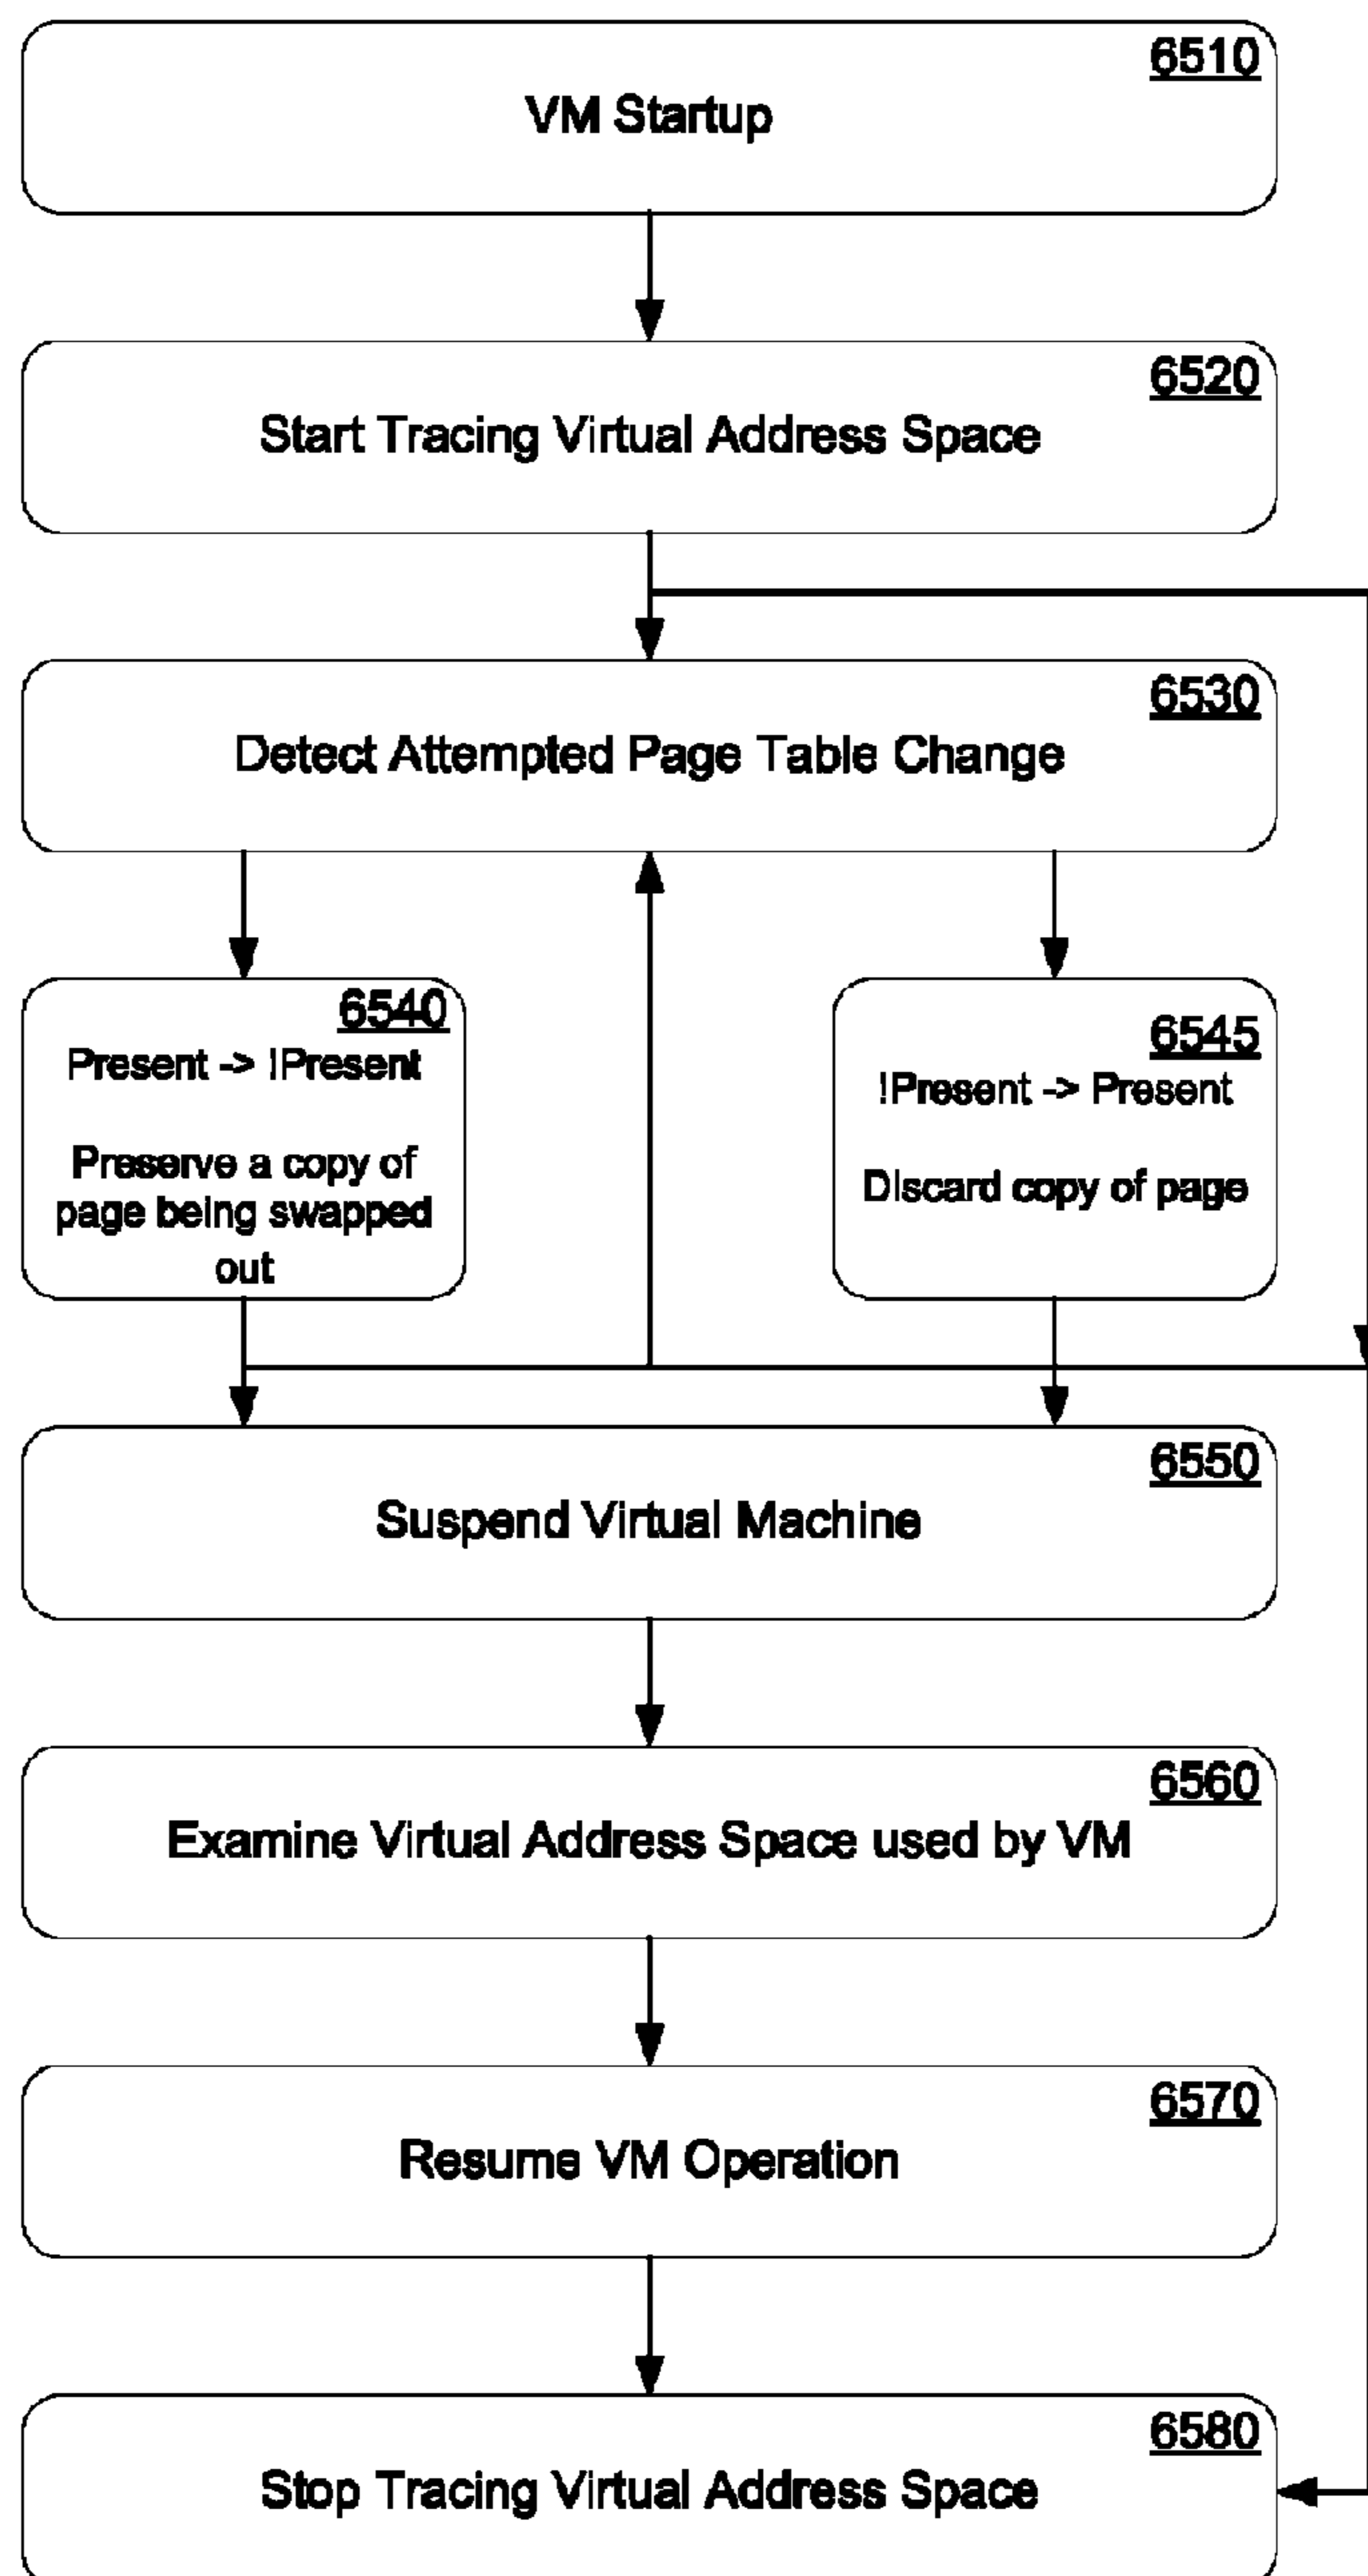 6510
VM Startup
6520
Start Tracing Virtual Address Space
6530
Detect Attempted Page Table Change
6540
Present -> !Present
Preserve a copy of
page being swapped
out
6545
!Present -> Present
Discard copy of page
6550
Suspend Virtual Machine
6560
Examine Virtual Address Space used by VM
6570
Resume VM Operation
6580
Stop Tracing Virtual Address Space